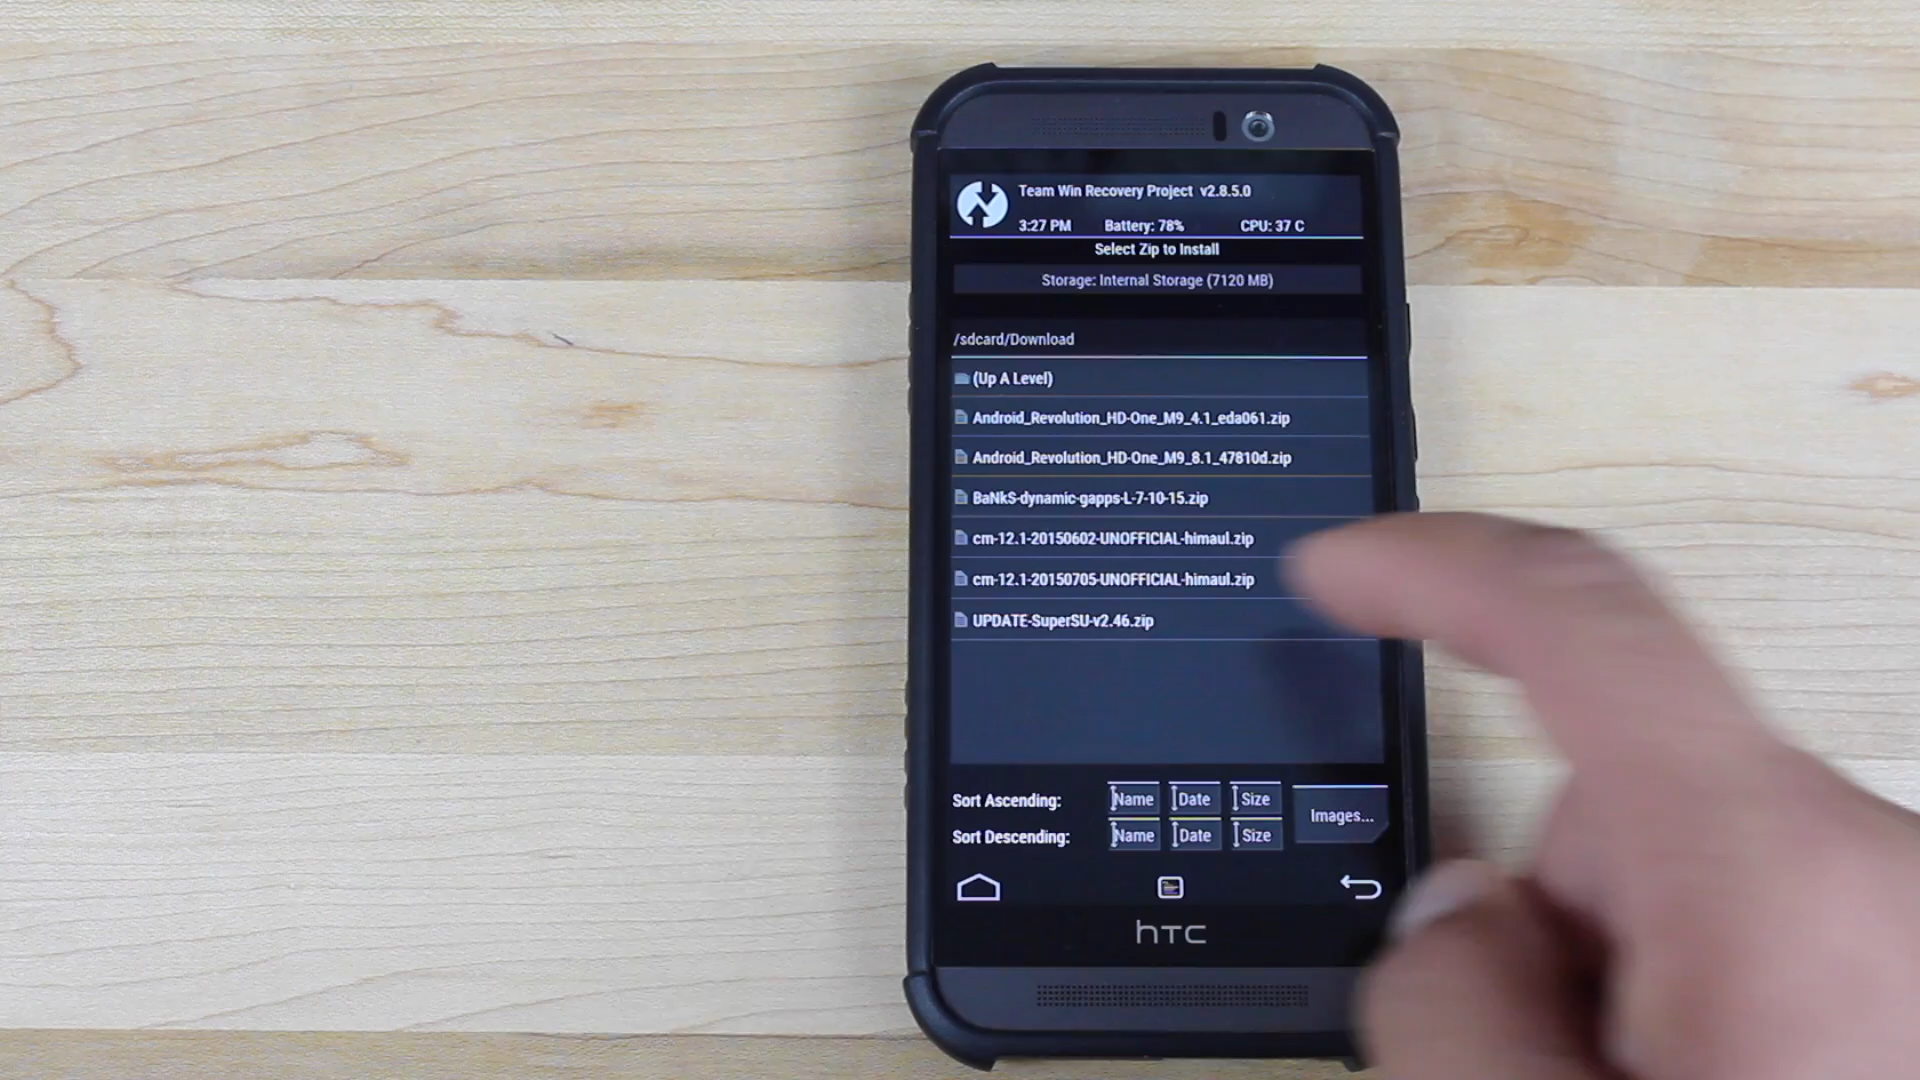 Team Win Recovery Project v2.8.5.0
3:27 PM Battery: 78% CPU: 37 C
Select Zip to Install
Storage: Internal Storage (7120 MB)
/sdcard/Download
(Up A Level)
Android_Revolution_HD-One_M9_4.1_eda061.zip
Android_Revolution_HD-One_M9_8.1_47810d.zip
BaNkS-dynamic-gapps-L-7-10-15.zip
cm-12.1-20150602-UNOFFICIAL-himaul.zip
cm-12.1-20150705-UNOFFICIAL-himaul.zip
UPDATE-SuperSU-v2.46.zip
Sort Ascending: Name Date Size
Images...
Sort Descending: Name Date Size
hTC